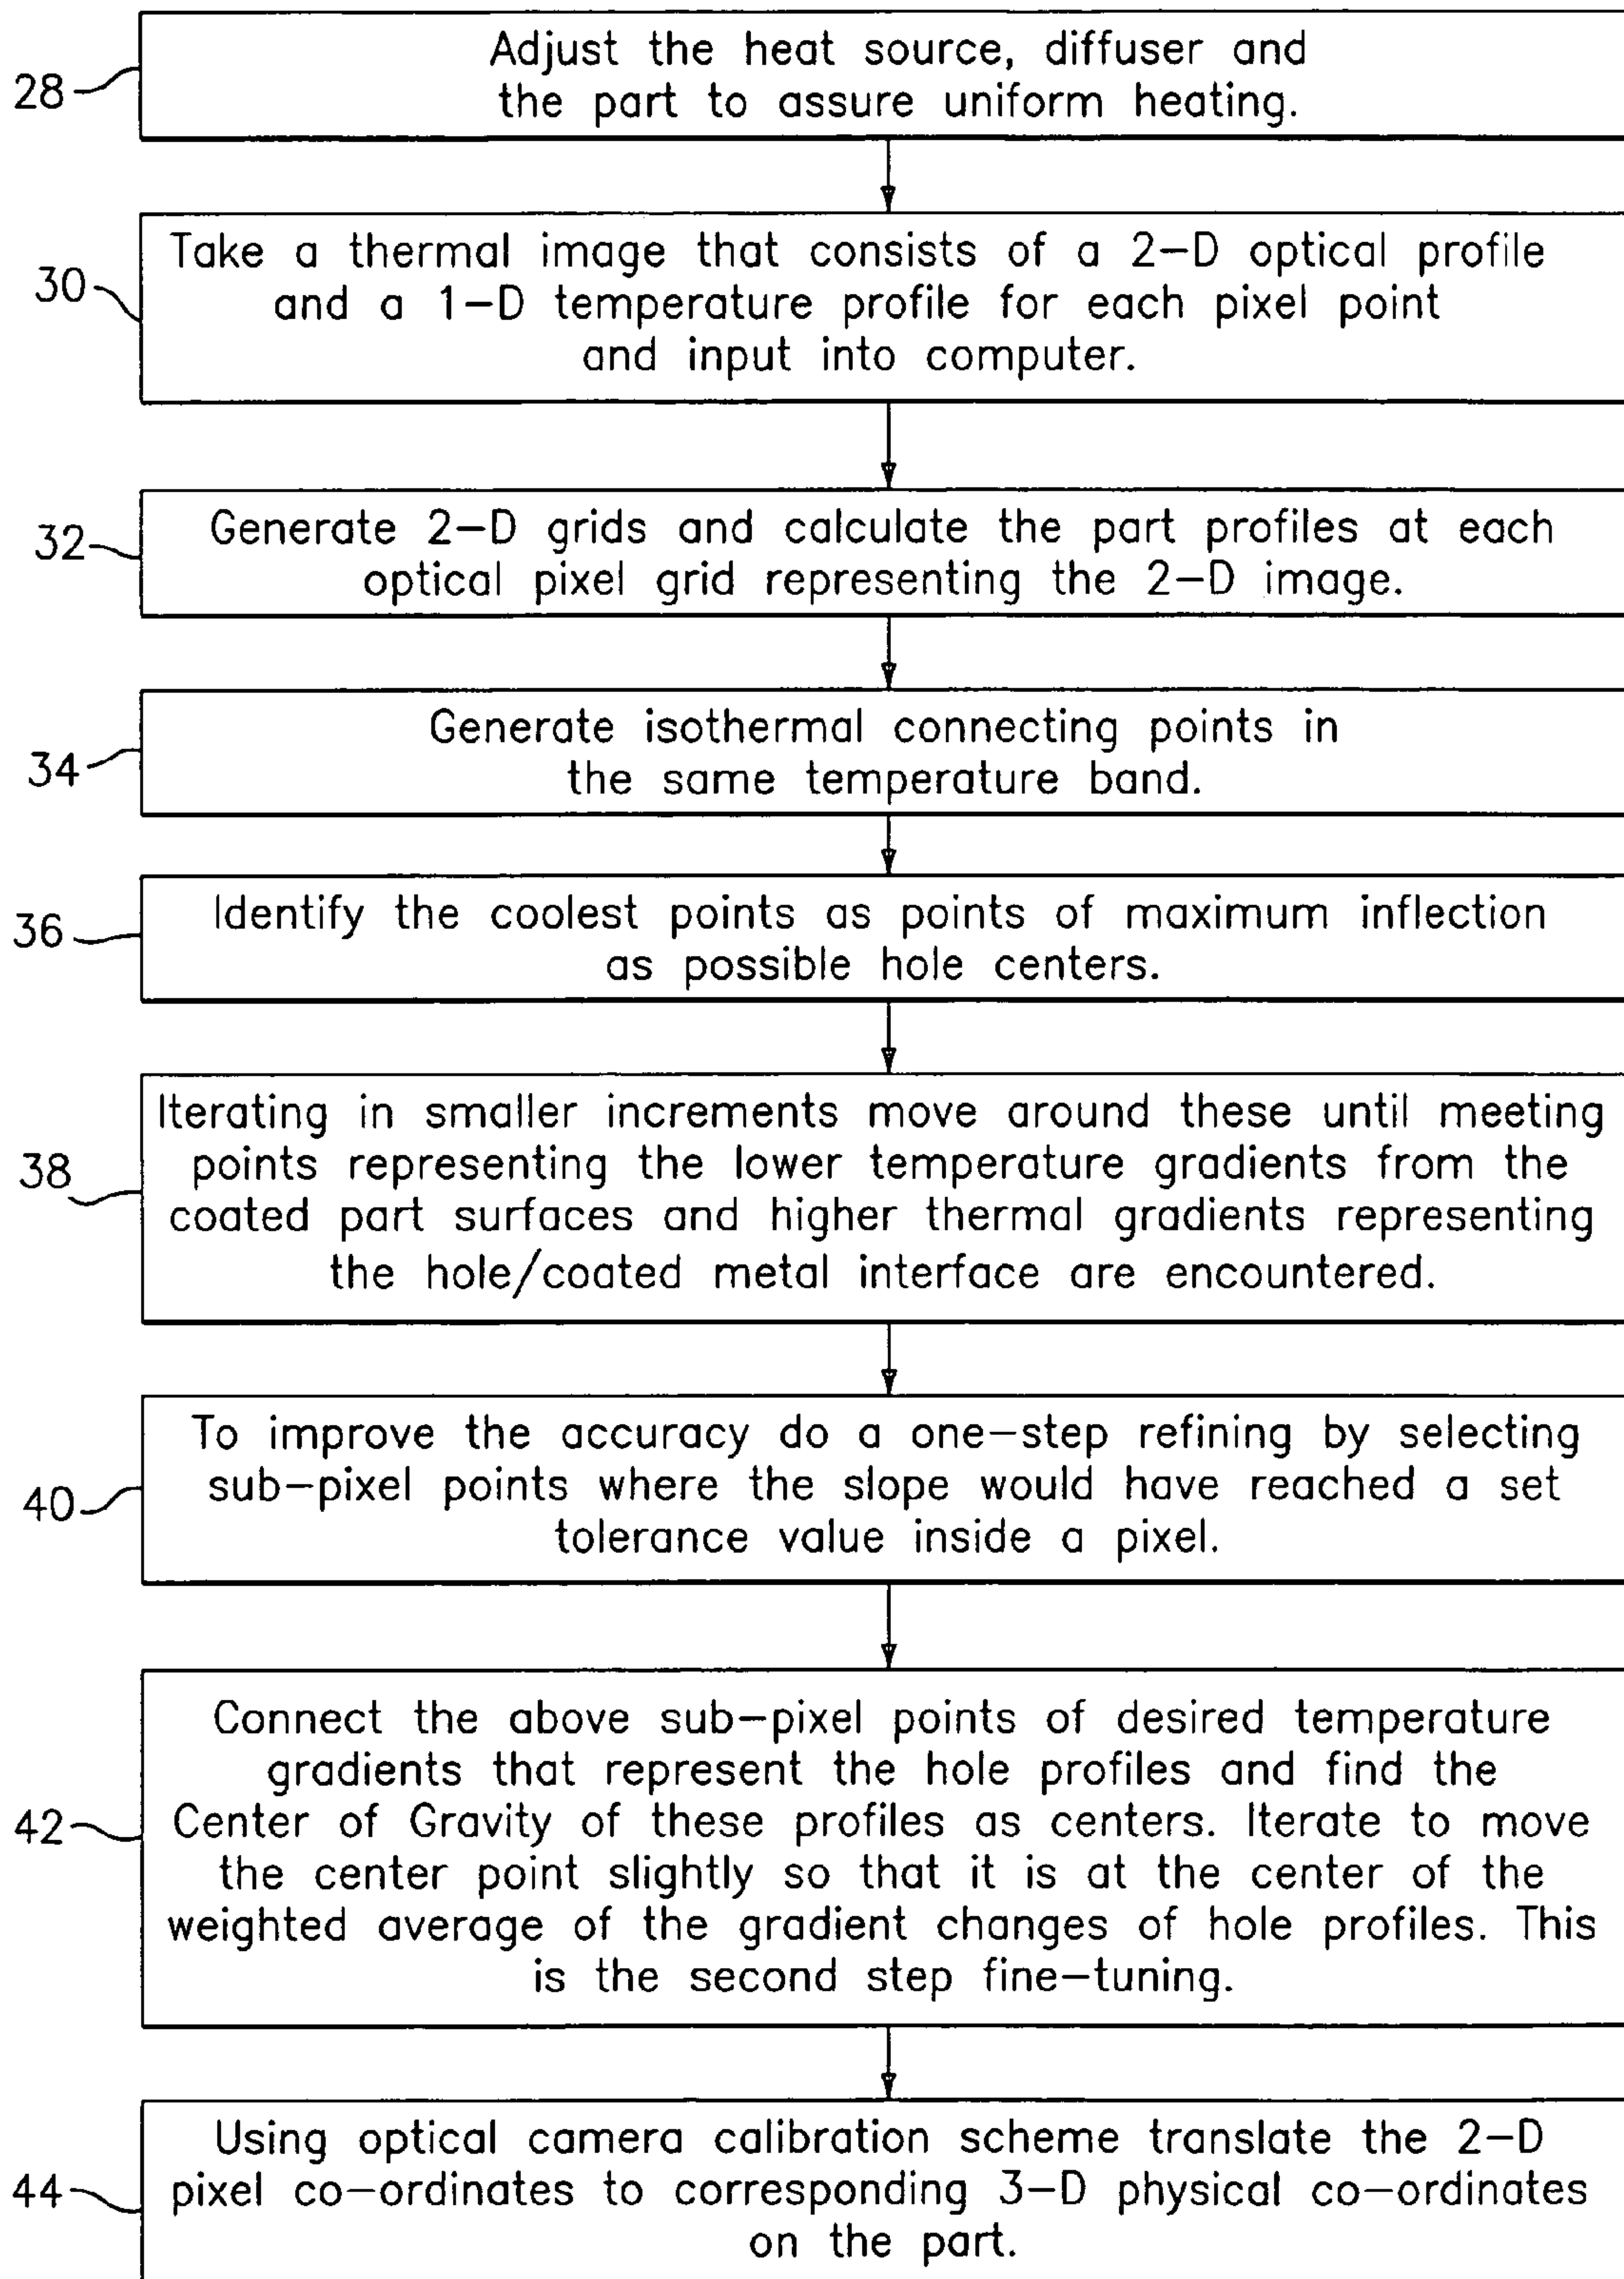 28
Adjust the heat source, diffuser and
the part to assure uniform heating.
30
Take a thermal image that consists of a 2-D optical profile
and a 1-D temperature profile for each pixel point
and input into computer.
32
Generate 2-D grids and calculate the part profiles at each
optical pixel grid representing the 2-D image.
34
Generate isothermal connecting points in
the same temperature band.
36
Identify the coolest points as points of maximum inflection
as possible hole centers.
38
Iterating in smaller increments move around these until meeting
points representing the lower temperature gradients from the
coated part surfaces and higher thermal gradients representing
the hole/coated metal interface are encountered.
40
To improve the accuracy do a one-step refining by selecting
sub-pixel points where the slope would have reached a set
tolerance value inside a pixel.
42
Connect the above sub-pixel points of desired temperature
gradients that represent the hole profiles and find the
Center of Gravity of these profiles as centers. Iterate to move
the center point slightly so that it is at the center of the
weighted average of the gradient changes of hole profiles. This
is the second step fine-tuning.
44
Using optical camera calibration scheme translate the 2-D
pixel co-ordinates to corresponding 3-D physical co-ordinates
on the part.